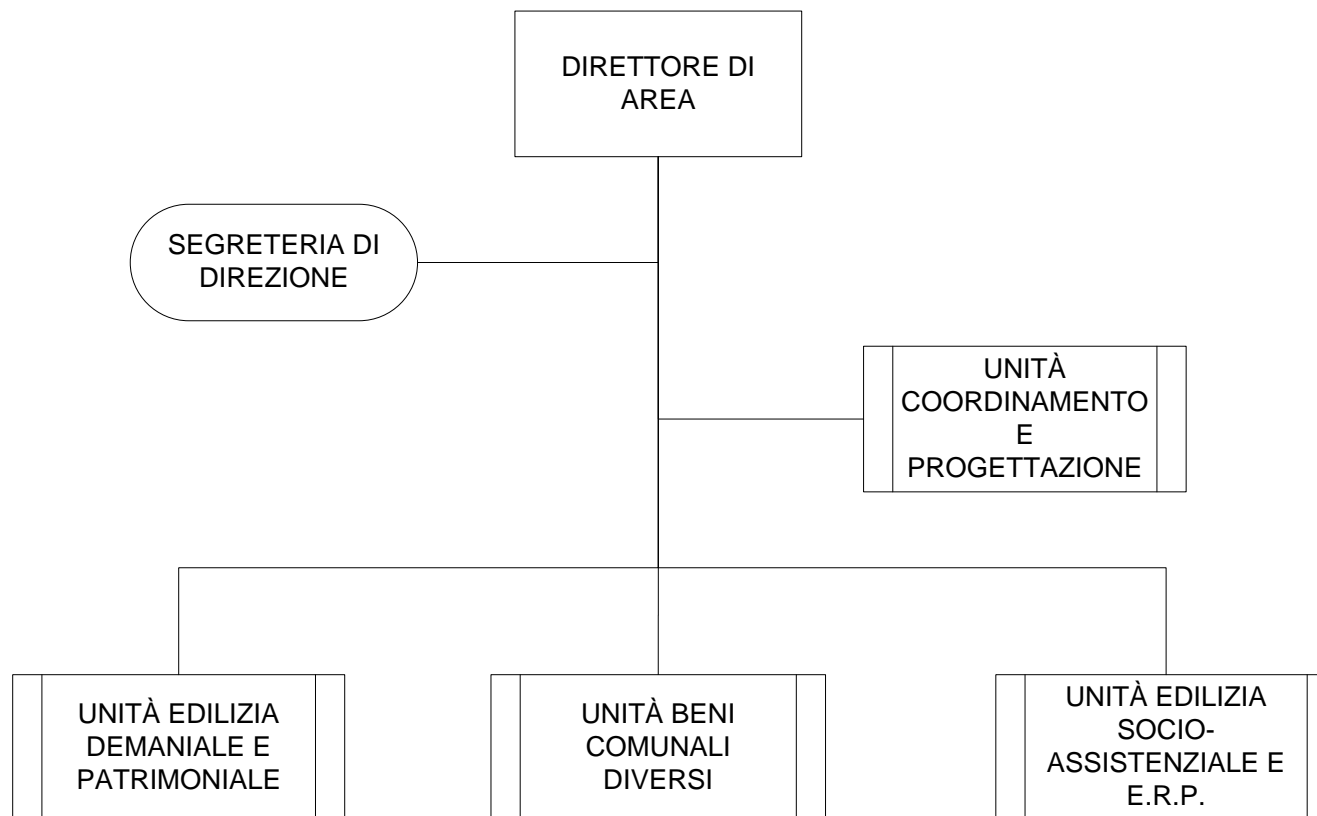 DIRETTORE DI
AREA
SEGRETERIA DI
DIREZIONE
UNITÀ
COORDINAMENTO
E
PROGETTAZIONE
UNITÀ EDILIZIA
DEMANIALE E
PATRIMONIALE
UNITÀ BENI
COMUNALI
DIVERSI
UNITÀ EDILIZIA
SOCIO-
ASSISTENZIALE E
E.R.P.